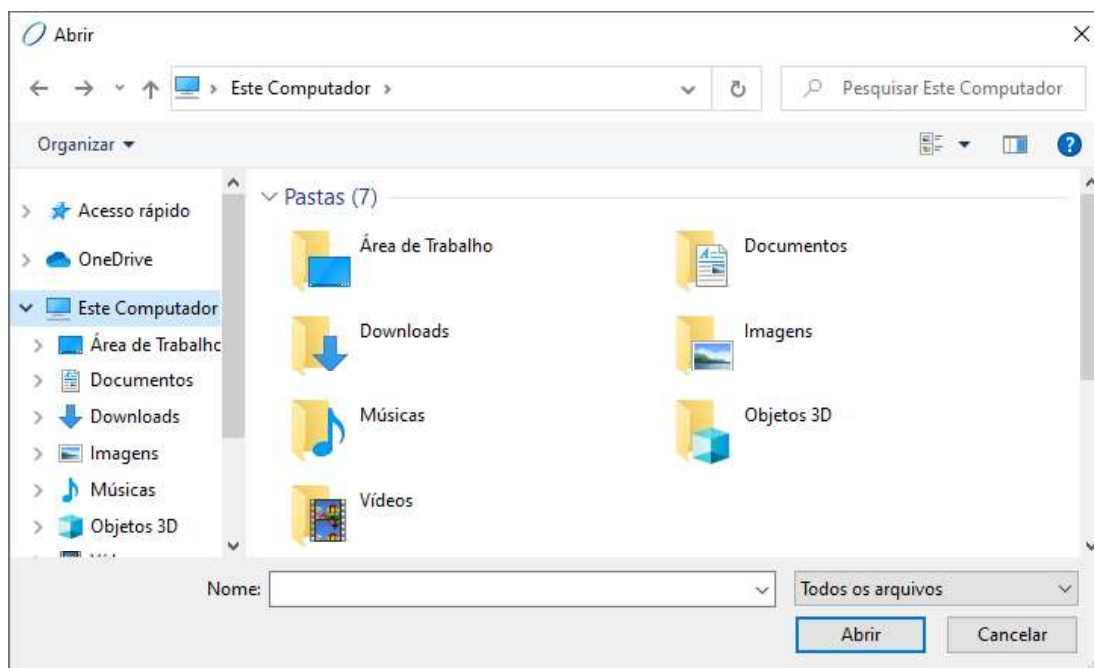 Abrir
Este Computador
Pesquisar Este Computador
Organizar
Acesso rápido
OneDrive
Este Computador
Área de Trabalho
Documentos
Downloads
Imagens
Músicas
Objetos 3D
Pastas (7)
Área de Trabalho
Documentos
Downloads
Imagens
Músicas
Objetos 3D
Vídeos
Nome:
Todos os arquivos
Abrir
Cancelar